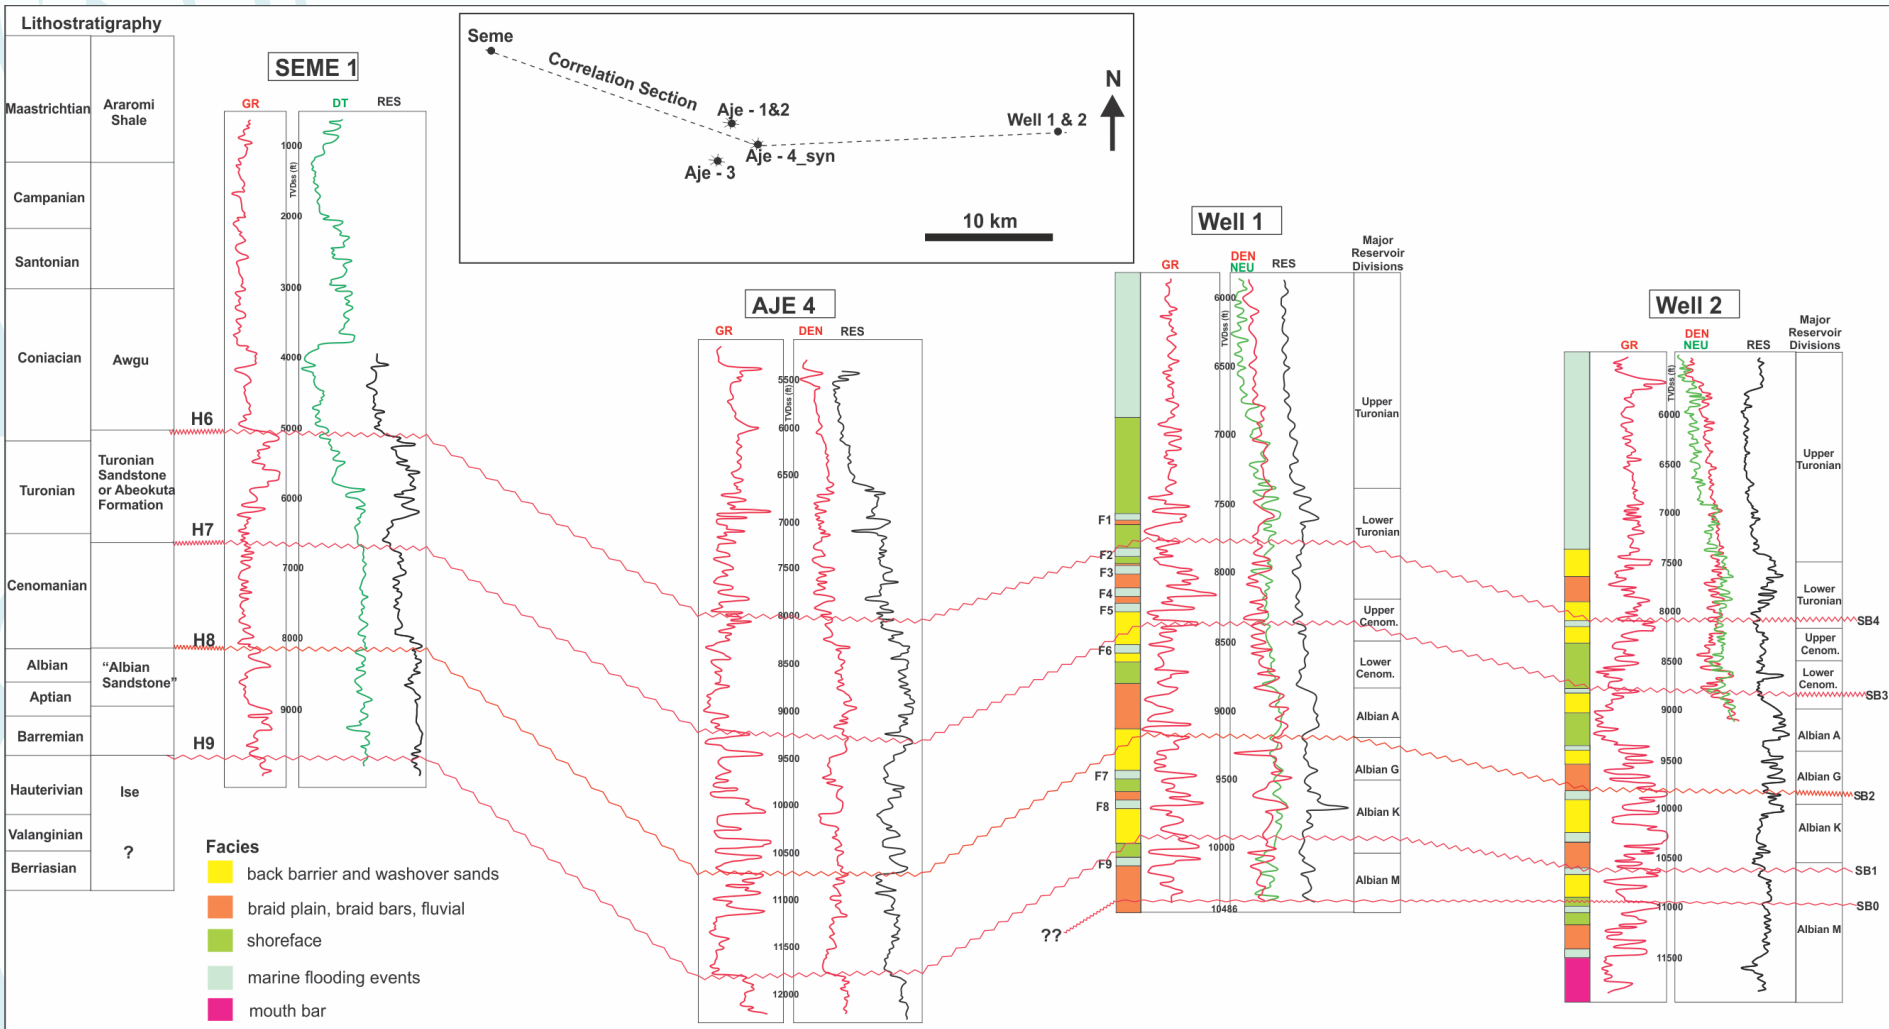 Lithostratigraphy
Maastrichtian
Campanian
Santonian
Coniacian
Turonian
Cenomanian
Albian
Aptian
Barremian
Hauterivian
Valanginian
Berriasian
Araromi
Shale
Awgu
Turonian
Sandstone
or Abeokuta
Formation
“Albian
Sandstone”
Ise
?
H6
H7
H8
H9
SEME 1
GR
DT
RES
TVDss (ft)
1000
2000
3000
4000
5000
6000
7000
8000
9000
Seme
Correlation Section
Aje - 1&2
Aje - 4_syn
Aje - 3
Well 1 & 2
N
10 km
AJE 4
GR
DEN
RES
TVDss (ft)
5500
6000
6500
7000
7500
8000
8500
9000
9500
10000
10500
11000
11500
12000
Well 1
GR
DEN
NEU
RES
Major
Reservoir
Divisions
TVDss (ft)
6000
6500
7000
7500
8000
8500
9000
9500
10000
10486
F1
F2
F3
F4
F5
F6
F7
F8
F9
??
Upper
Turonian
Lower
Turonian
Upper
Cenom.
Lower
Cenom.
Albian A
Albian G
Albian K
Albian M
Well 2
GR
DEN
NEU
RES
Major
Reservoir
Divisions
TVDss (ft)
6000
6500
7000
7500
8000
8500
9000
9500
10000
10500
11000
11500
Upper
Turonian
Lower
Turonian
Upper
Cenom.
Lower
Cenom.
Albian A
Albian G
Albian K
Albian M
SB4
SB3
SB2
SB1
SB0
Facies
back barrier and washover sands
braid plain, braid bars, fluvial
shoreface
marine flooding events
mouth bar